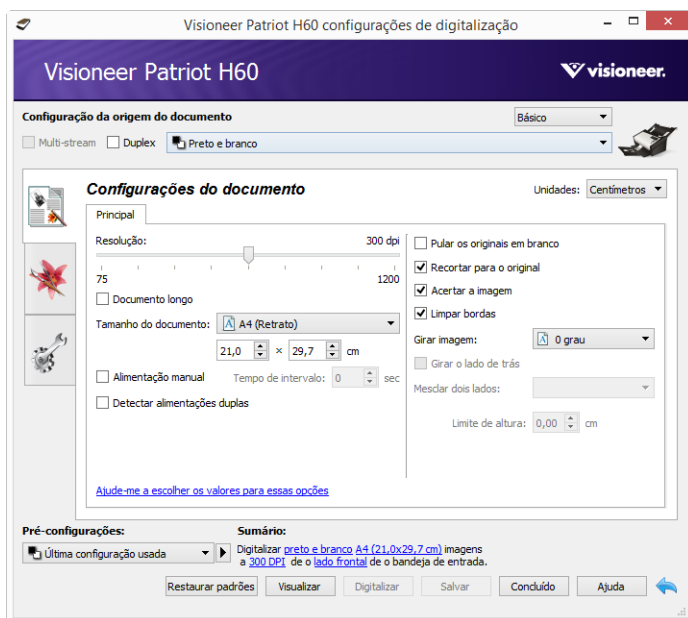 Visioneer Patriot H60 configurações de digitalização
Visioneer Patriot H60
visioneer.
Configuração da origem do documento
Básico
Multi-stream
Duplex
Preto e branco
Configurações do documento
Unidades: Centímetros
Principal
Resolução: 300 dpi
75 1200
Documento longo
Tamanho do documento: A4 (Retrato)
21,0 × 29,7 cm
Alimentação manual Tempo de intervalo: 0 sec
Detectar alimentações duplas
Pular os originais em branco
Recortar para o original
Acertar a imagem
Limpar bordas
Girar imagem: 0 grau
Girar o lado de trás
Mesclar dois lados:
Limite de altura: 0,00 cm
Ajude-me a escolher os valores para essas opções
Pré-configurações:
Última configuração usada
Sumário:
Digitalizar preto e branco A4 (21,0x29,7 cm) imagens
a 300 DPI de o lado frontal de o bandeja de entrada.
Restaurar padrões Visualizar Digitalizar Salvar Concluído Ajuda